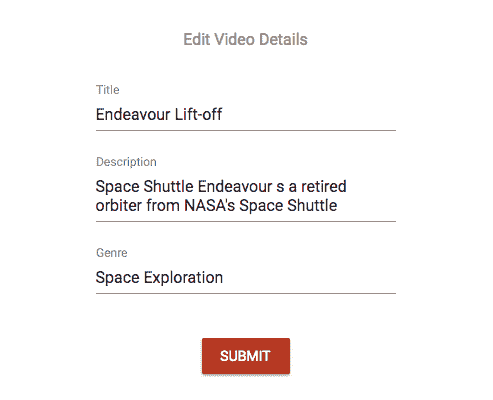 Edit Video Details
Title
Endeavour Lift-off
Description
Space Shuttle Endeavour s a retired
orbiter from NASA's Space Shuttle
Genre
Space Exploration
SUBMIT